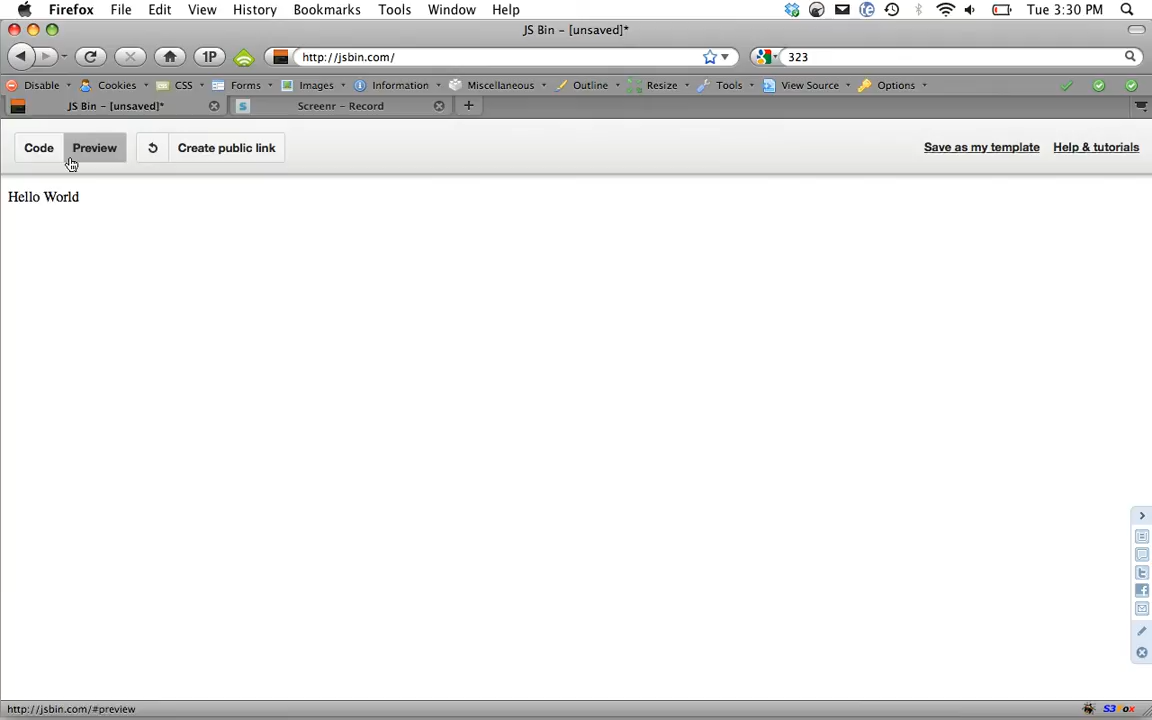 Firefox File Edit View History Bookmarks Tools Window Help Tue 3:30 PM
JS Bin - [unsaved]*
1P http://jsbin.com/ 323
Disable Cookies CSS Forms Images Information Miscellaneous Outline Resize Tools View Source Options
JS Bin - [unsaved]* Screenr - Record
Code Preview Create public link Save as my template Help & tutorials
Hello World
http://jsbin.com/#preview S3 Fox